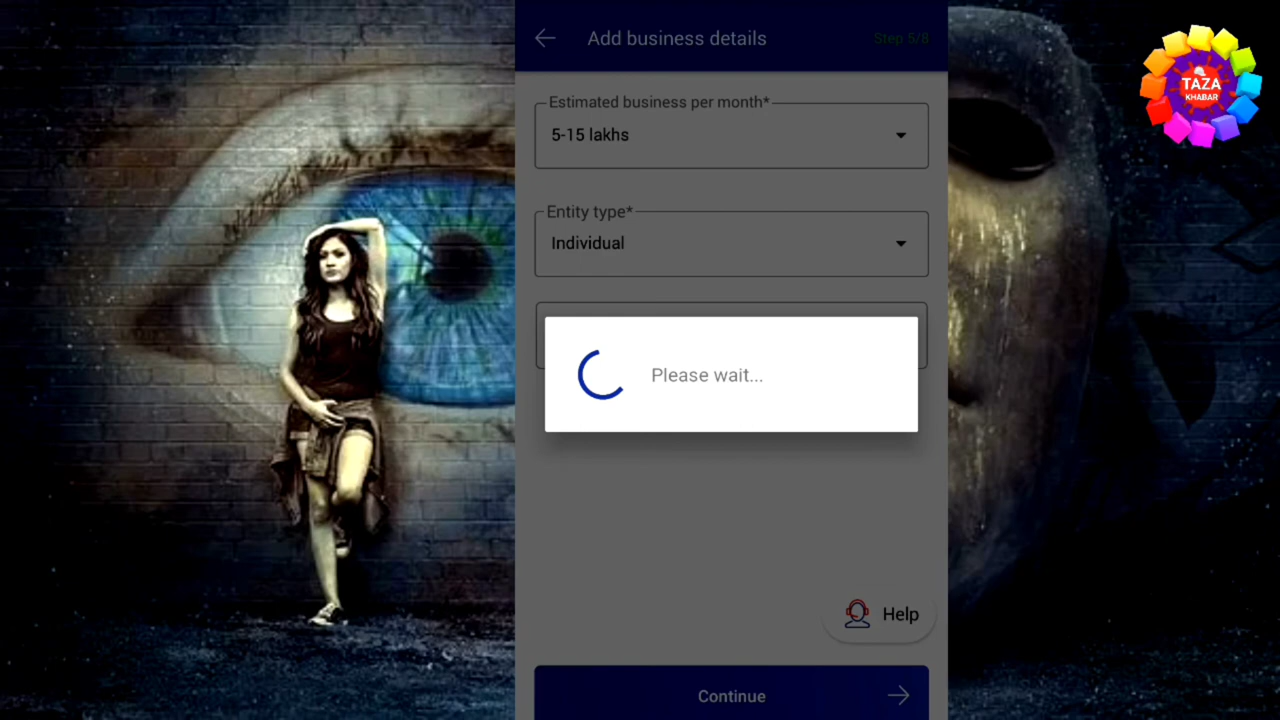 Add business details
Step 5/8
Estimated business per month*
5-15 lakhs
Entity type*
Individual
Please wait...
Help
Continue
TAZA
KHABAR